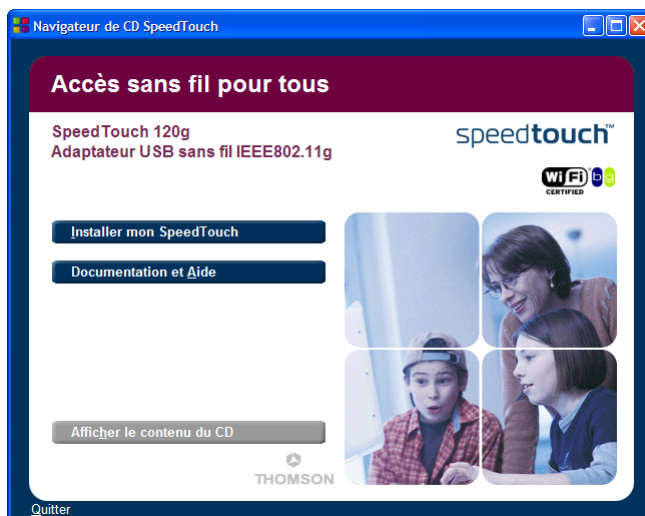 Navigateur de CD SpeedTouch
Accès sans fil pour tous
SpeedTouch 120g
Adaptateur USB sans fil IEEE802.11g
speedtouch™
Wi Fi b g
CERTIFIED
Installer mon SpeedTouch
Documentation et Aide
Afficher le contenu du CD
THOMSON
Quitter